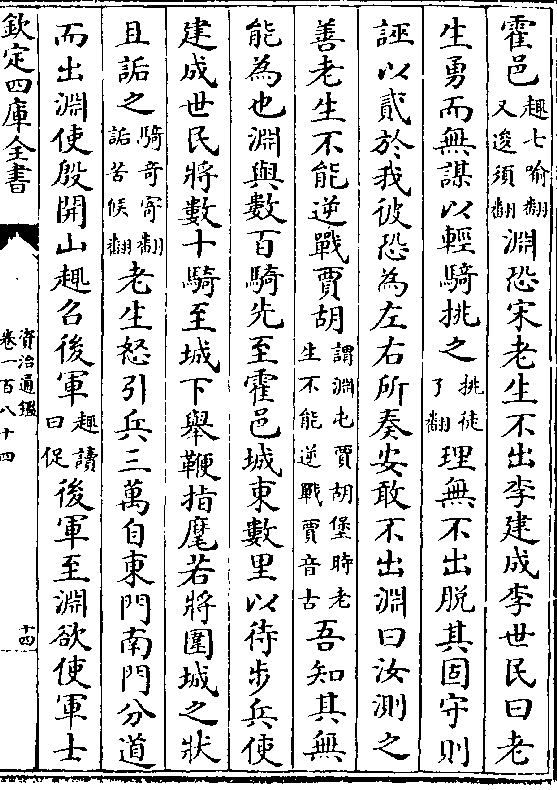 霍邑趣七喻翻又逡須翻淵恐宋老生不出李建成李世民曰老
生勇而無謀以輕騎挑之挑徒了翻理無不出脫其固守則
誣以貳於我彼恐為左右所奏安敢不出淵曰汝測之
善老生不能逆戰賈胡謂淵屯賈胡堡時老生不能逆戰賈音古吾知其無
能為也淵與數百騎先至霍邑城東數里以待步兵使
建成世民將數十騎至城下舉鞭指麾若將圍城之狀
且詬之騎奇寄翻詬苦候翻老生怒引兵三萬自東門南門分道
而出淵使殷開山趣召後軍趣讀曰促後軍至淵欲使軍士
欽定四庫全書
資治通鑑
卷一百八十四
十四